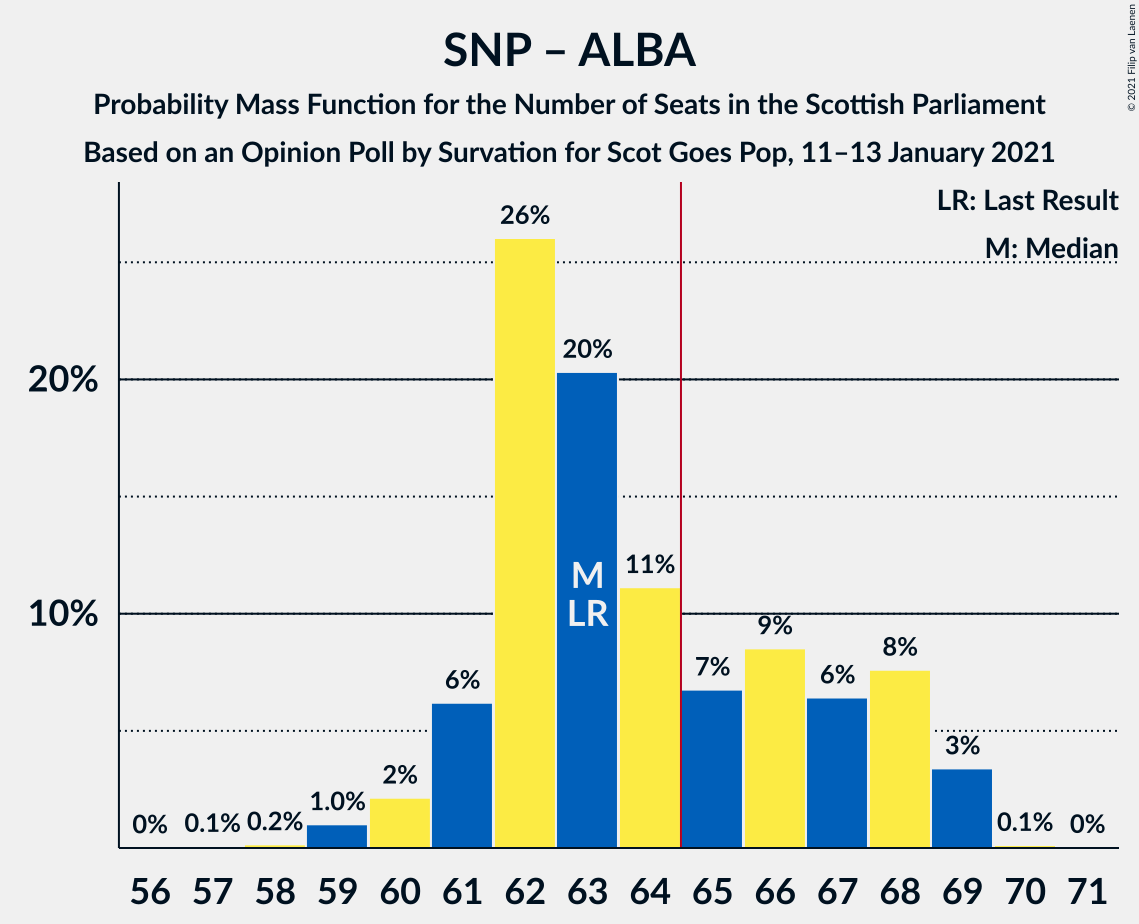 SNP – ALBA
Probability Mass Function for the Number of Seats in the Scottish Parliament
Based on an Opinion Poll by Survation for Scot Goes Pop, 11–13 January 2021
© 2021 Filip van Laenen
LR: Last Result
M: Median
20%
10%
0%
0.1%
0.2%
1.0%
2%
6%
26%
20%
M
LR
11%
7%
9%
6%
8%
3%
0.1%
0%
56 57 58 59 60 61 62 63 64 65 66 67 68 69 70 71